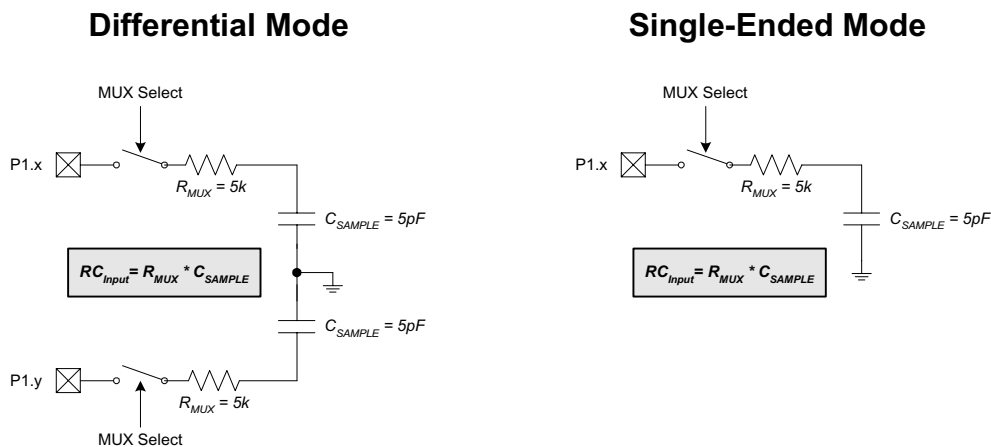 Differential Mode
MUX Select
P1.x
R_MUX = 5k
C_SAMPLE = 5pF
RC_Input= R_MUX * C_SAMPLE
C_SAMPLE = 5pF
P1.y
R_MUX = 5k
MUX Select
Single-Ended Mode
MUX Select
P1.x
R_MUX = 5k
C_SAMPLE = 5pF
RC_Input= R_MUX * C_SAMPLE